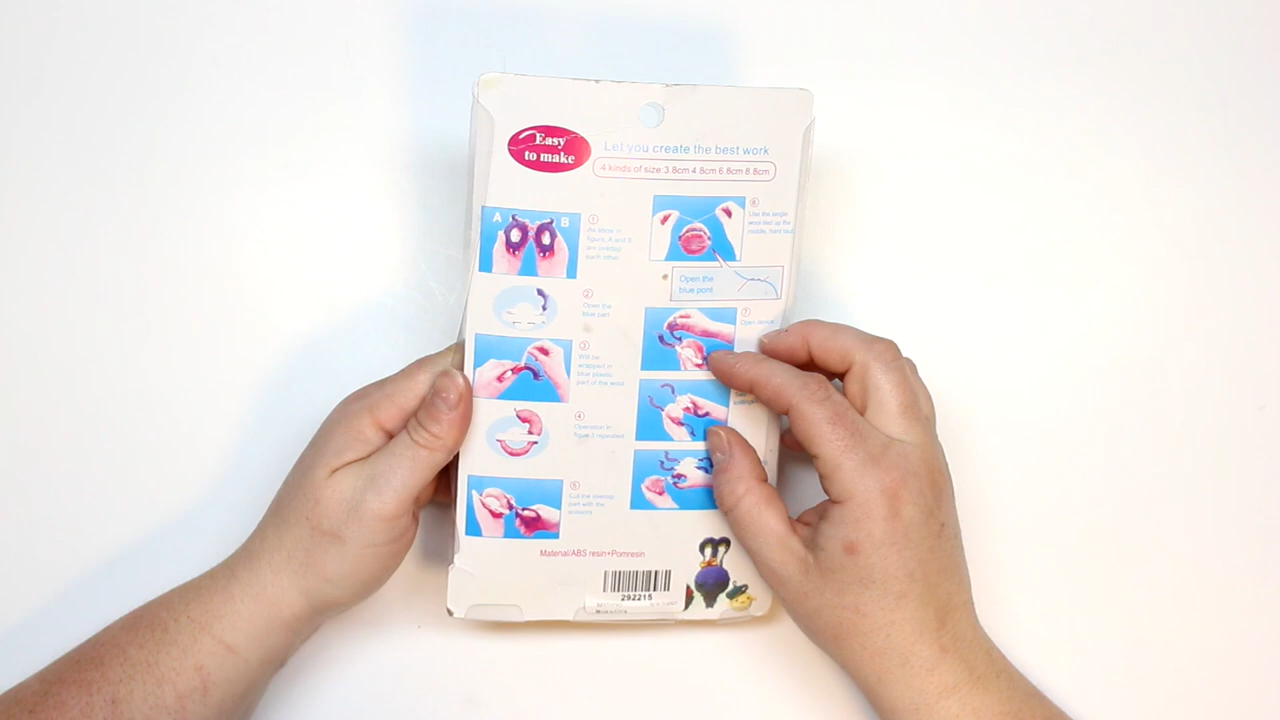 Easy
to make
Let you create the best work
4 kinds of size:3.8cm 4.8cm 6.8cm 8.8cm
A
B
1
As show in
figure, A and B
are overlap
each other
2
Open the
blue part
3
Will be
wrapped in
blue plastic
part of the wool
4
Operation in
figure 3 repeated
5
Cut the overlap
part with the
scissors
6
Use the single
wool tied up the
middle, hard
Open the
blue pont
7
Open
Material/ABS resin+Pomresin
292215